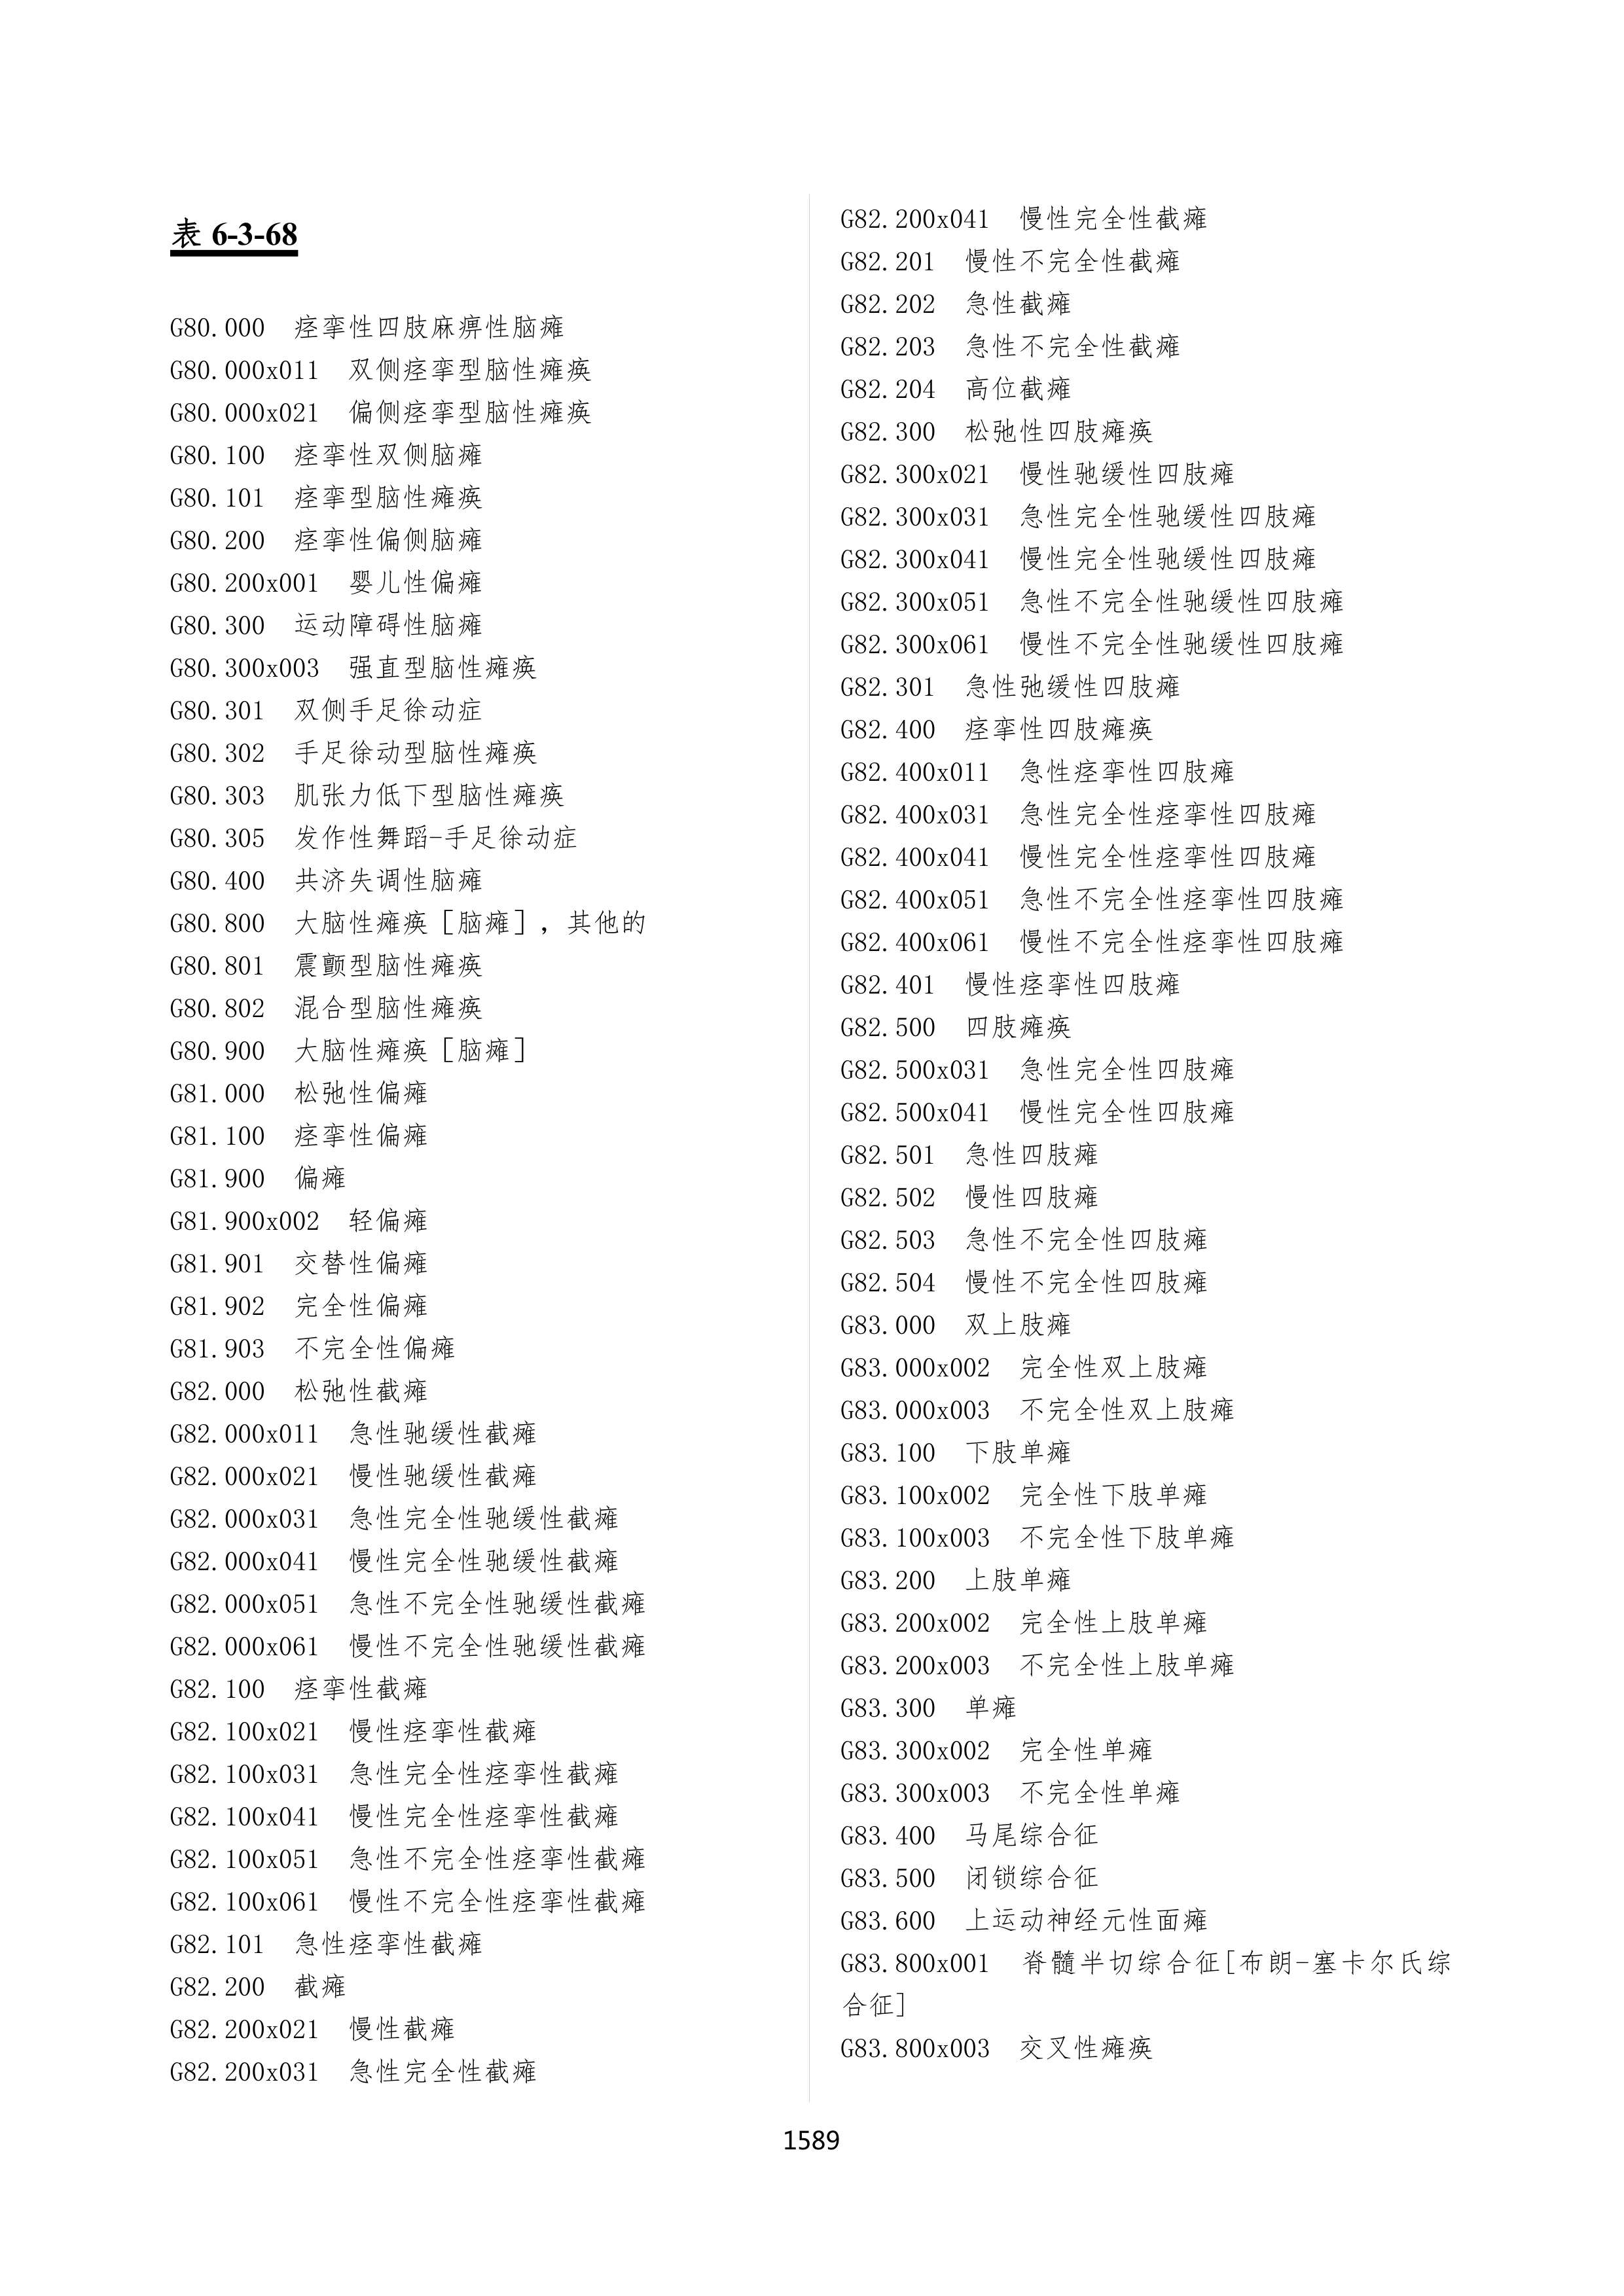 表 6-3-68
G80.000 痉挛性四肢麻痹性脑瘫
G80.000x011 双侧痉挛型脑性瘫痪
G80.000x021 偏侧痉挛型脑性瘫痪
G80.100 痉挛性双侧脑瘫
G80.101 痉挛型脑性瘫痪
G80.200 痉挛性偏侧脑瘫
G80.200x001 婴儿性偏瘫
G80.300 运动障碍性脑瘫
G80.300x003 强直型脑性瘫痪
G80.301 双侧手足徐动症
G80.302 手足徐动型脑性瘫痪
G80.303 肌张力低下型脑性瘫痪
G80.305 发作性舞蹈-手足徐动症
G80.400 共济失调性脑瘫
G80.800 大脑性瘫痪［脑瘫］，其他的
G80.801 震颤型脑性瘫痪
G80.802 混合型脑性瘫痪
G80.900 大脑性瘫痪［脑瘫］
G81.000 松弛性偏瘫
G81.100 痉挛性偏瘫
G81.900 偏瘫
G81.900x002 轻偏瘫
G81.901 交替性偏瘫
G81.902 完全性偏瘫
G81.903 不完全性偏瘫
G82.000 松弛性截瘫
G82.000x011 急性驰缓性截瘫
G82.000x021 慢性驰缓性截瘫
G82.000x031 急性完全性驰缓性截瘫
G82.000x041 慢性完全性驰缓性截瘫
G82.000x051 急性不完全性驰缓性截瘫
G82.000x061 慢性不完全性驰缓性截瘫
G82.100 痉挛性截瘫
G82.100x021 慢性痉挛性截瘫
G82.100x031 急性完全性痉挛性截瘫
G82.100x041 慢性完全性痉挛性截瘫
G82.100x051 急性不完全性痉挛性截瘫
G82.100x061 慢性不完全性痉挛性截瘫
G82.101 急性痉挛性截瘫
G82.200 截瘫
G82.200x021 慢性截瘫
G82.200x031 急性完全性截瘫
G82.200x041 慢性完全性截瘫
G82.201 慢性不完全性截瘫
G82.202 急性截瘫
G82.203 急性不完全性截瘫
G82.204 高位截瘫
G82.300 松弛性四肢瘫痪
G82.300x021 慢性驰缓性四肢瘫
G82.300x031 急性完全性驰缓性四肢瘫
G82.300x041 慢性完全性驰缓性四肢瘫
G82.300x051 急性不完全性驰缓性四肢瘫
G82.300x061 慢性不完全性驰缓性四肢瘫
G82.301 急性弛缓性四肢瘫
G82.400 痉挛性四肢瘫痪
G82.400x011 急性痉挛性四肢瘫
G82.400x031 急性完全性痉挛性四肢瘫
G82.400x041 慢性完全性痉挛性四肢瘫
G82.400x051 急性不完全性痉挛性四肢瘫
G82.400x061 慢性不完全性痉挛性四肢瘫
G82.401 慢性痉挛性四肢瘫
G82.500 四肢瘫痪
G82.500x031 急性完全性四肢瘫
G82.500x041 慢性完全性四肢瘫
G82.501 急性四肢瘫
G82.502 慢性四肢瘫
G82.503 急性不完全性四肢瘫
G82.504 慢性不完全性四肢瘫
G83.000 双上肢瘫
G83.000x002 完全性双上肢瘫
G83.000x003 不完全性双上肢瘫
G83.100 下肢单瘫
G83.100x002 完全性下肢单瘫
G83.100x003 不完全性下肢单瘫
G83.200 上肢单瘫
G83.200x002 完全性上肢单瘫
G83.200x003 不完全性上肢单瘫
G83.300 单瘫
G83.300x002 完全性单瘫
G83.300x003 不完全性单瘫
G83.400 马尾综合征
G83.500 闭锁综合征
G83.600 上运动神经元性面瘫
G83.800x001 脊髓半切综合征[布朗-塞卡尔氏综
合征]
G83.800x003 交叉性瘫痪
1589